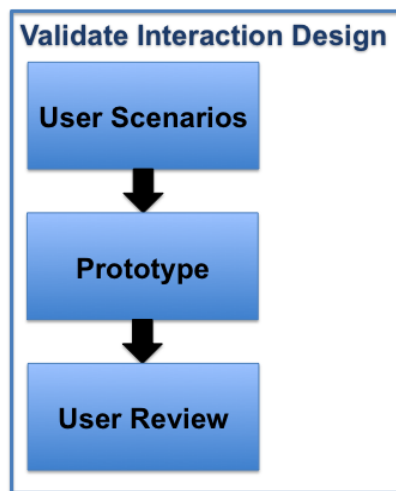 Validate Interaction Design
User Scenarios
Prototype
User Review